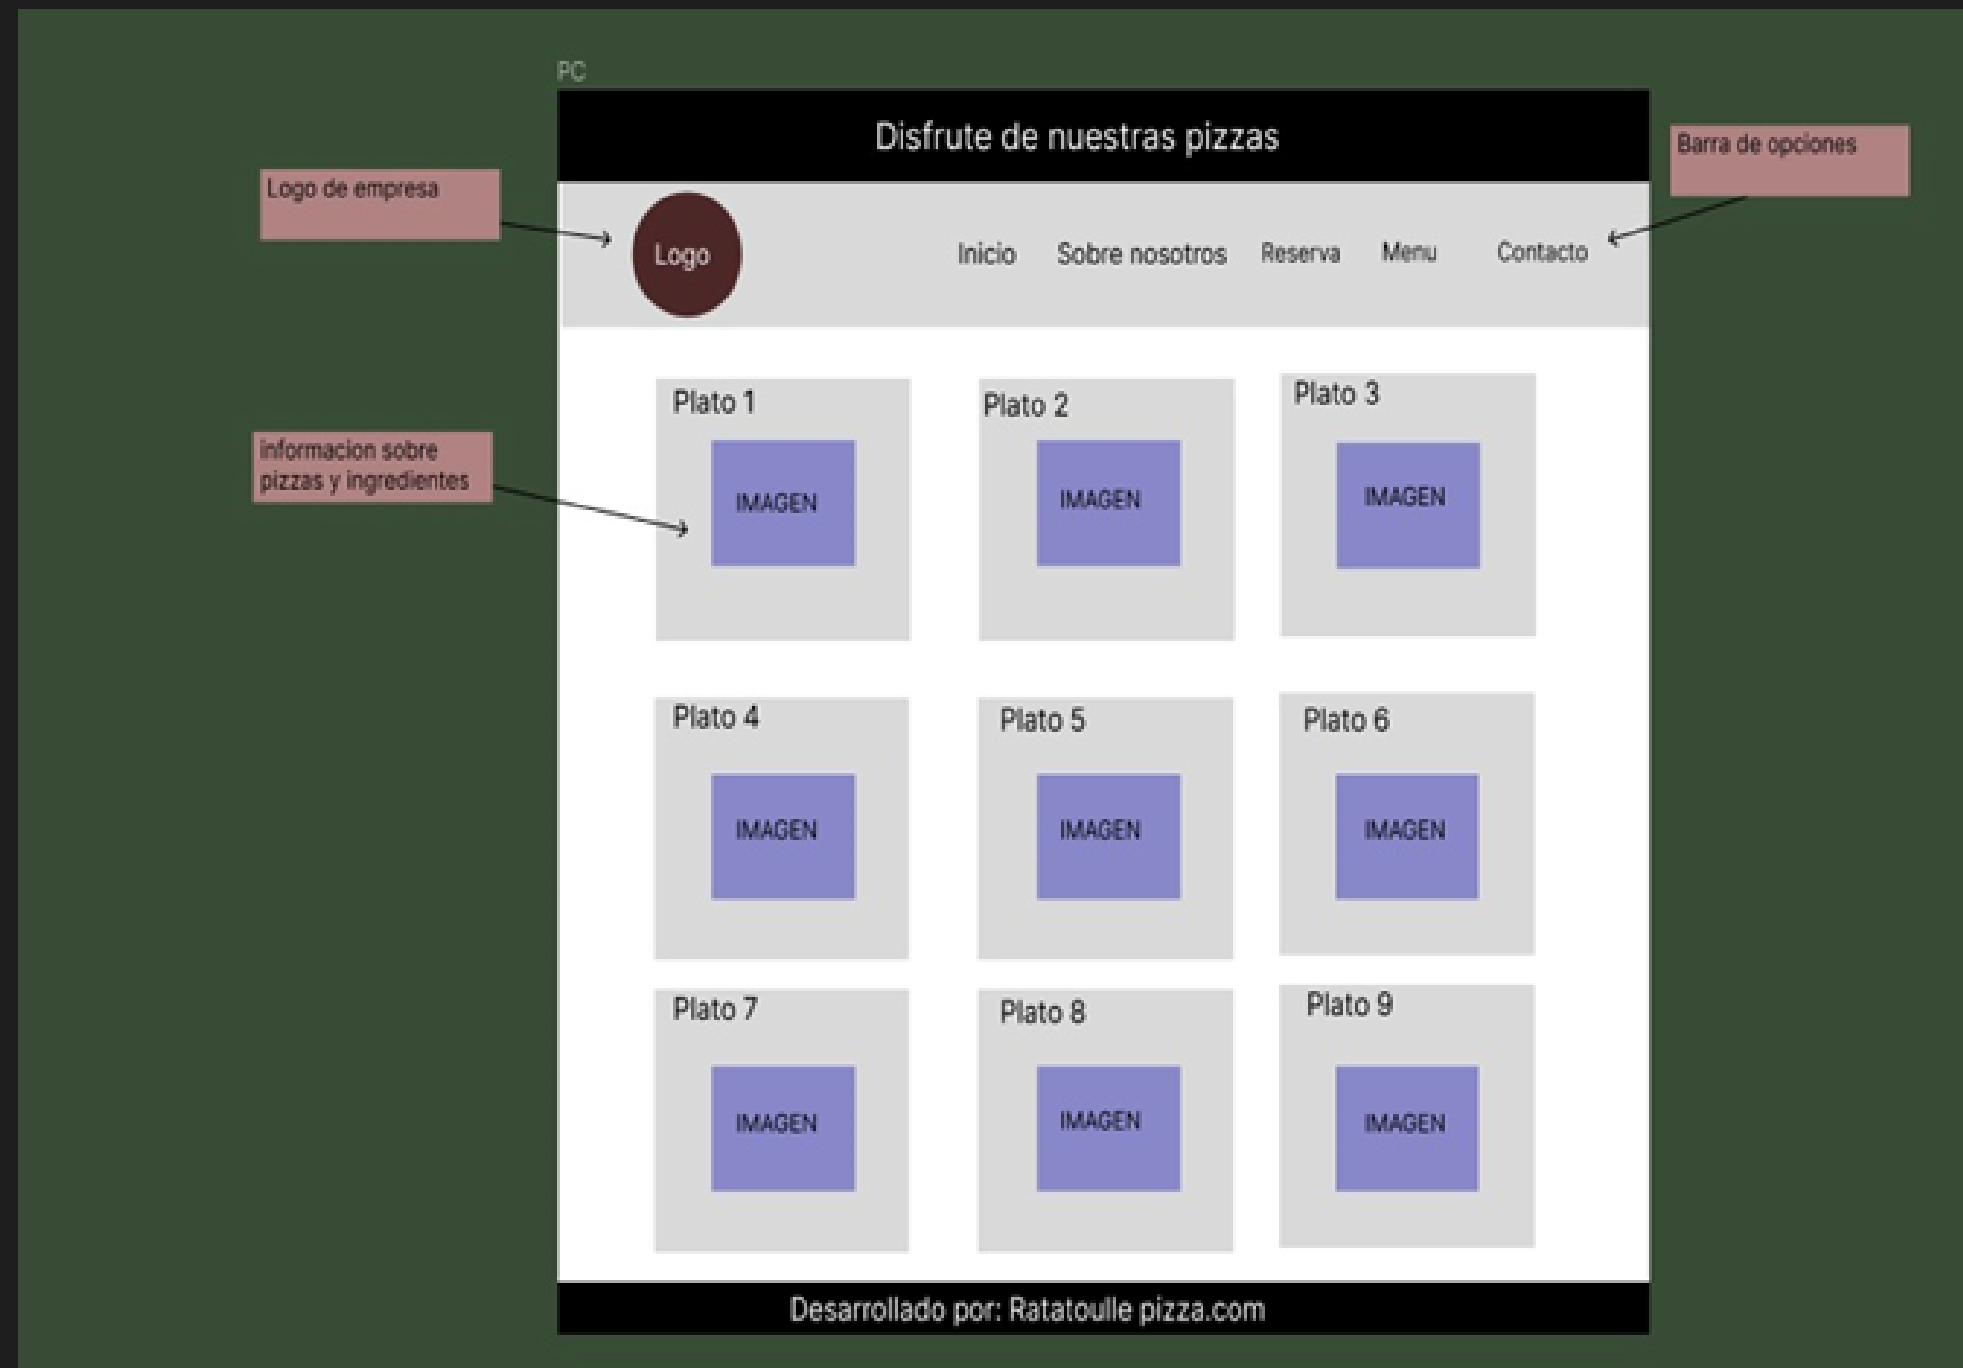 PC
Disfrute de nuestras pizzas
Barra de opciones
Logo de empresa
Logo
Inicio
Sobre nosotros
Reserva
Menu
Contacto
informacion sobre
pizzas y ingredientes
Plato 1
Plato 2
Plato 3
IMAGEN
IMAGEN
IMAGEN
Plato 4
Plato 5
Plato 6
IMAGEN
IMAGEN
IMAGEN
Plato 7
Plato 8
Plato 9
IMAGEN
IMAGEN
IMAGEN
Desarrollado por: Ratatoulle pizza.com